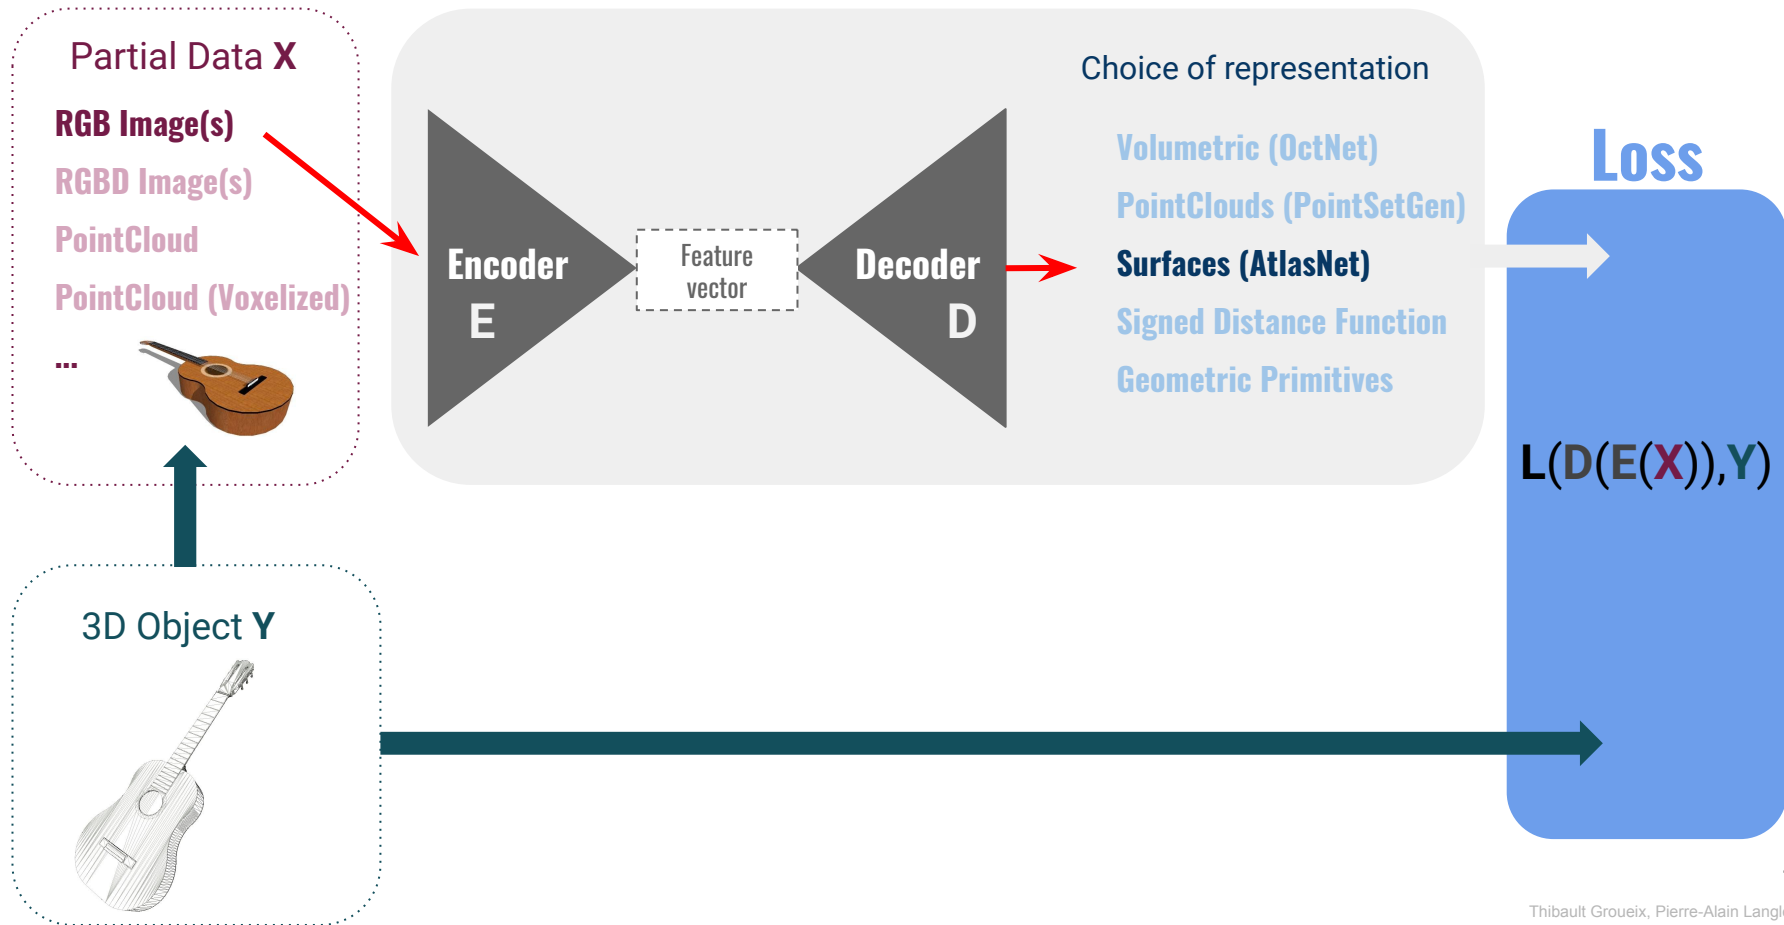 Partial Data X
RGB Image(s)
RGBD Image(s)
PointCloud
PointCloud (Voxelized)
...
Encoder
E
Feature
vector
Decoder
D
Choice of representation
Volumetric (OctNet)
PointClouds (PointSetGen)
Surfaces (AtlasNet)
Signed Distance Function
Geometric Primitives
Loss
L(D(E(X)),Y)
3D Object Y
Thibault Groueix, Pierre-Alain